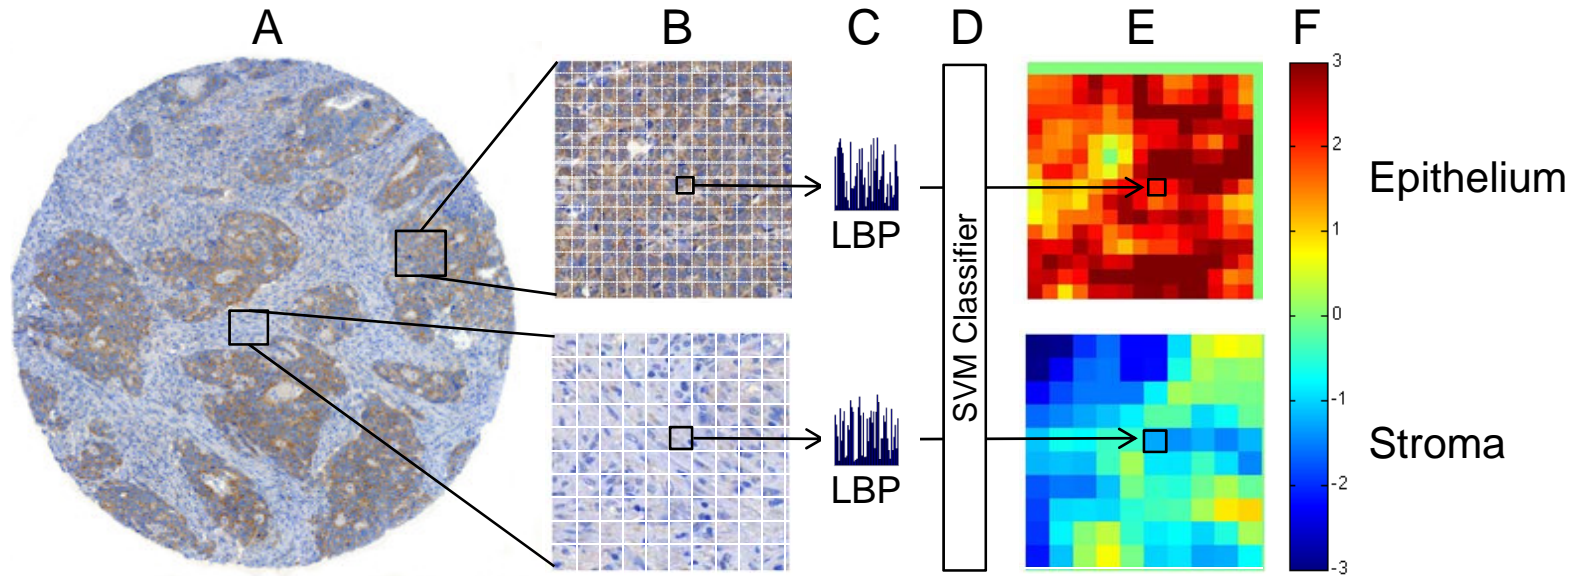 A B C D E F
3
2
Epithelium
LBP
1
SVM Classifier
0
-1
Stroma
LBP
-2
-3